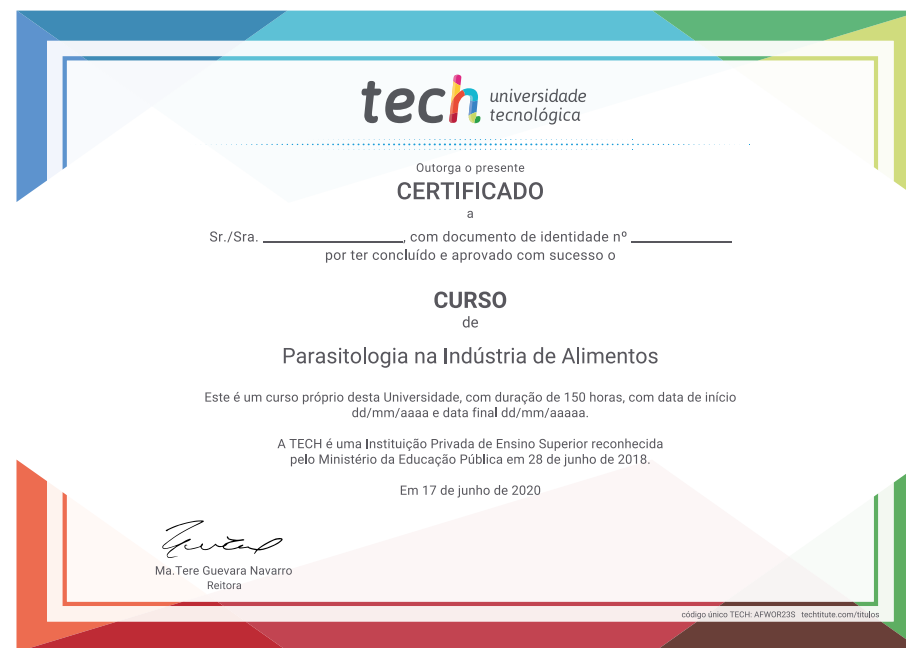 tech universidade
tecnológica
Outorga o presente
CERTIFICADO
a
Sr./Sra. ____________, com documento de identidade nº ____________
por ter concluído e aprovado com sucesso o
CURSO
de
Parasitologia na Indústria de Alimentos
Este é um curso próprio desta Universidade, com duração de 150 horas, com data de início
dd/mm/aaaa e data final dd/mm/aaaaa.
A TECH é uma Instituição Privada de Ensino Superior reconhecida
pelo Ministério da Educação Pública em 28 de junho de 2018.
Em 17 de junho de 2020
Ma.Tere Guevara Navarro
Reitora
código único TECH: AFWOR23S techtitute.com/titulos